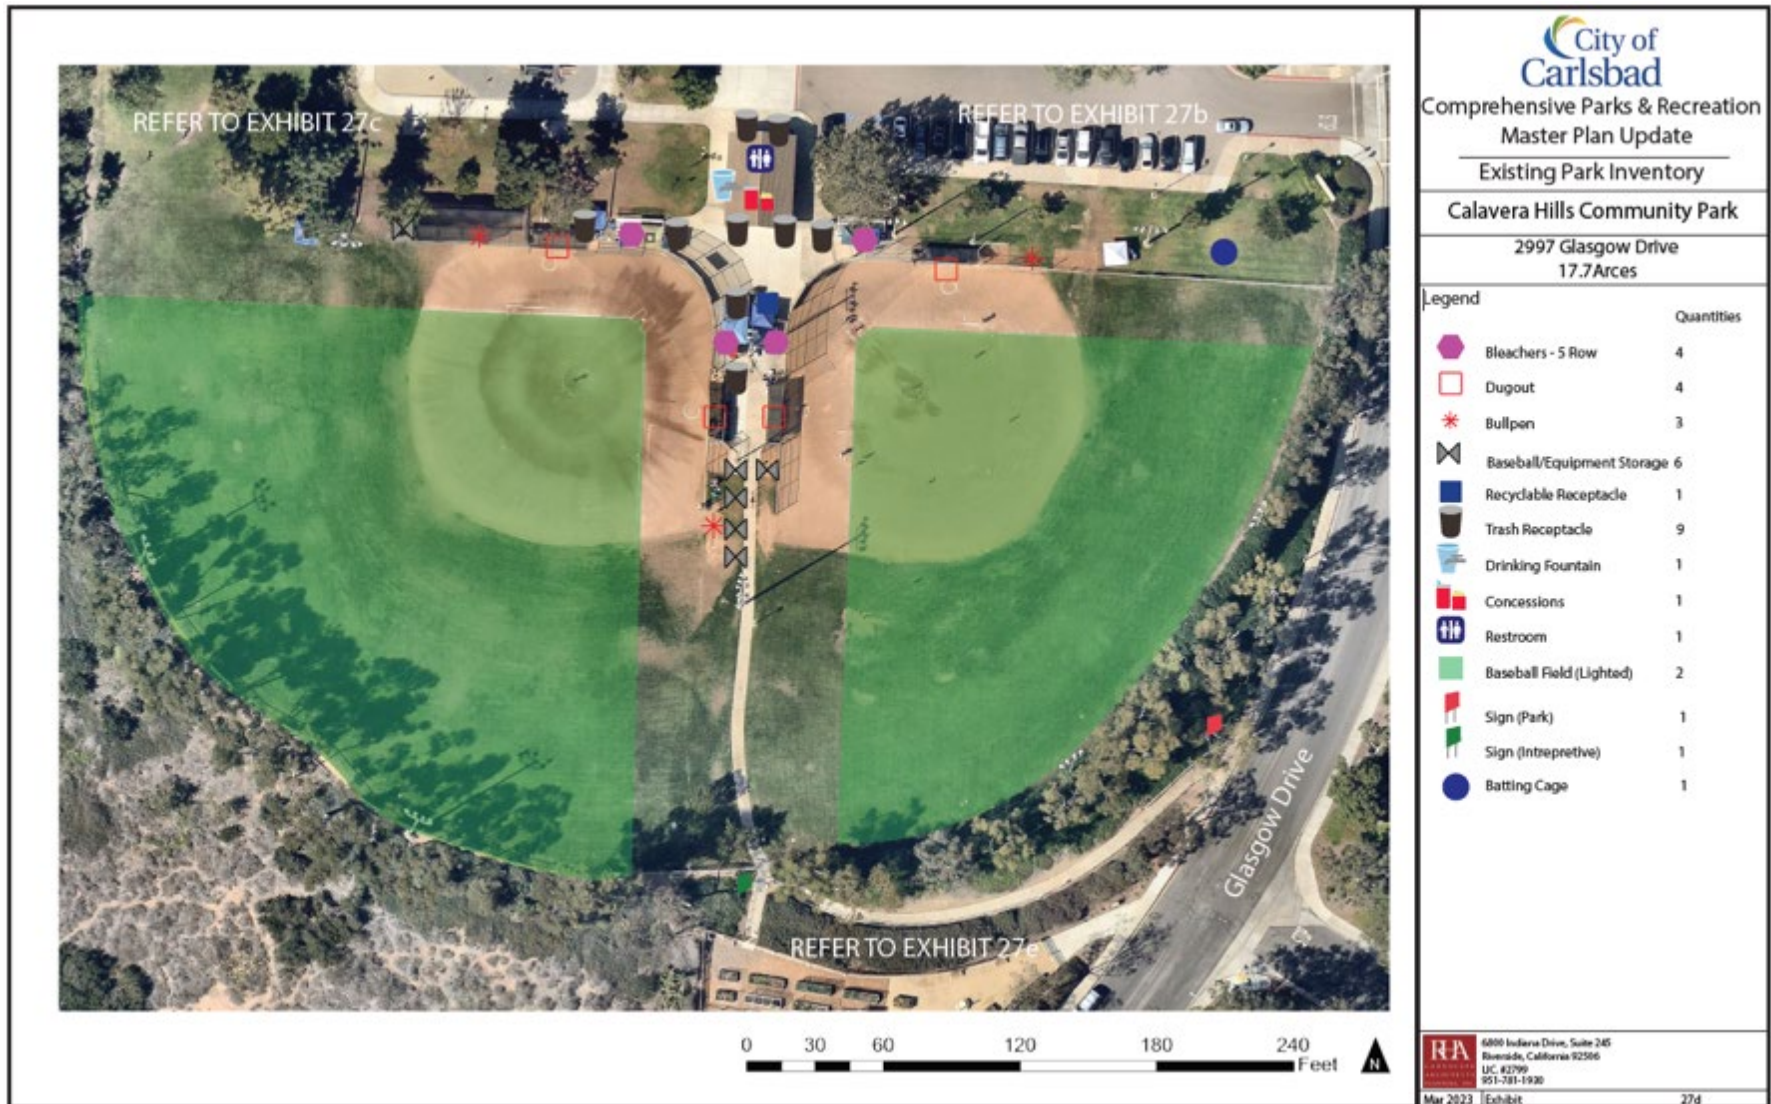 REFER TO EXHIBIT 27c
REFER TO EXHIBIT 27b
REFER TO EXHIBIT 27e
Glasgow Drive
0 30 60 120 180 240
Feet
N
City of
Carlsbad
Comprehensive Parks & Recreation
Master Plan Update
Existing Park Inventory
Calavera Hills Community Park
2997 Glasgow Drive
17.7Arces
Legend
Quantities
Bleachers - 5 Row 4
Dugout 4
Bullpen 3
Baseball/Equipment Storage 6
Recyclable Receptacle 1
Trash Receptacle 9
Drinking Fountain 1
Concessions 1
Restroom 1
Baseball Field (Lighted) 2
Sign (Park) 1
Sign (Intrepretive) 1
Batting Cage 1
RHA
6800 Indiana Drive, Suite 245
Riverside, California 92506
LIC. #2799
951-781-1930
Mar 2023 Exhibit 27d